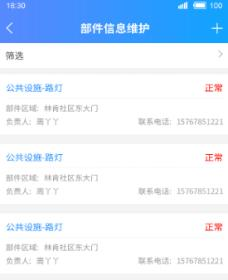 18:30 100
部件信息维护
筛选
公共设施-路灯 正常
部件区域：林肯社区东大门
负责人：周丫丫 联系电话：15767851221
公共设施-路灯 正常
部件区域：林肯社区东大门
负责人：周丫丫 联系电话：15767851221
公共设施-路灯 正常
部件区域：林肯社区东大门
负责人：周丫丫 联系电话：15767851221